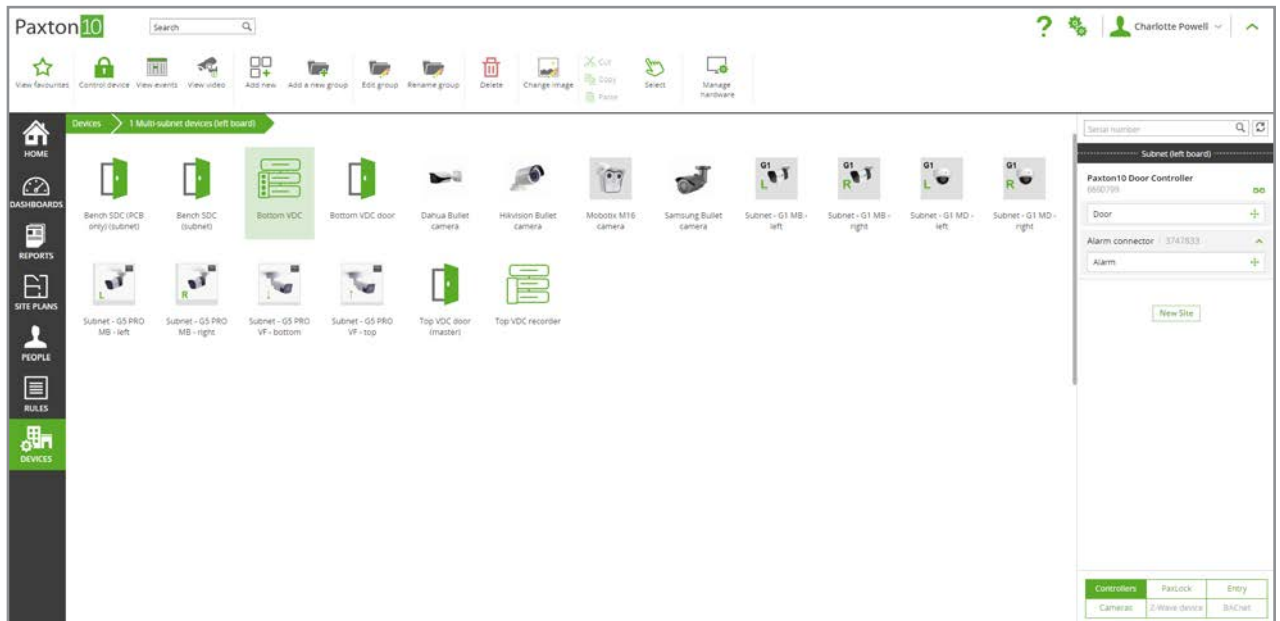 Paxton10
Search
Charlotte Powell
View favourites
Control device
View events
View video
Add new
Add a new group
Edit group
Rename group
Delete
Change image
Cut
Copy
Paste
Select
Manage
hardware
HOME
DASHBOARDS
REPORTS
SITE PLANS
PEOPLE
RULES
DEVICES
Devices
1 Multi-subnet devices (left board)
Bench SDC (PCB
only) (subnet)
Bench SDC
(subnet)
Bottom VDC
Bottom VDC door
Dahua Bullet
camera
Hikvision Bullet
camera
Mobotix M16
camera
Samsung Bullet
camera
G1
L
Subnet - G1 MB -
left
G1
R
Subnet - G1 MB -
right
G1
L
Subnet - G1 MD -
left
G1
R
Subnet - G1 MD -
right
L
Subnet - G5 PRO
MB - left
R
Subnet - G5 PRO
MB - right
Subnet - G5 PRO
VF - bottom
Subnet - G5 PRO
VF - top
Top VDC door
(master)
Top VDC recorder
Serial number
Subnet (left board)
Paxton10 Door Controller
Door
Alarm connector
Alarm
New Site
Controllers
PaxLock
Entry
Cameras
Z-Wave device
BACnet